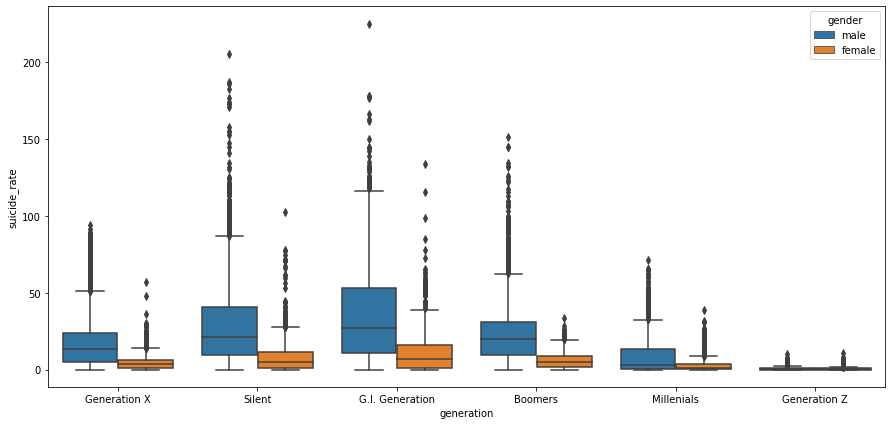 gender
male
female
suicide_rate
200
150
100
50
0
Generation X
Silent
G.I. Generation
Boomers
Millenials
Generation Z
generation